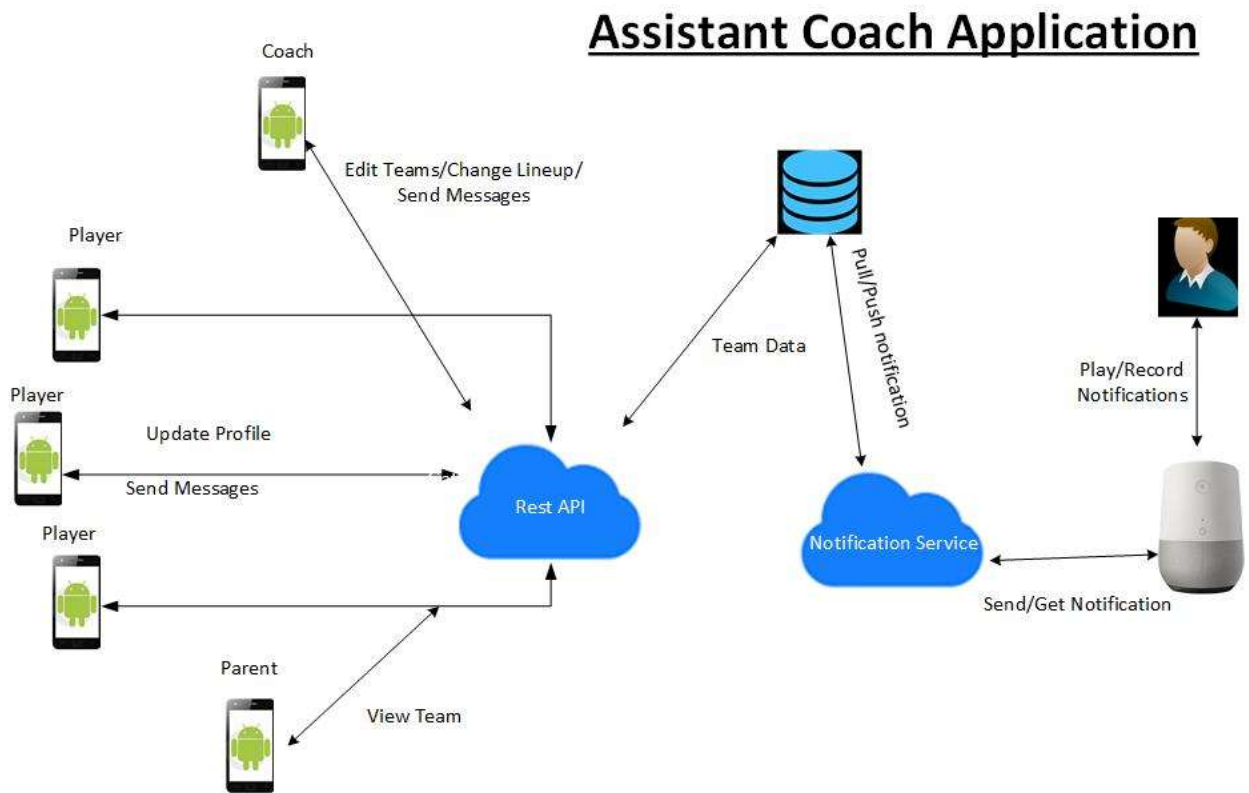 Assistant Coach Application
Coach
Edit Teams/Change Lineup/
Send Messages
Player
Pull/Push notification
Team Data
Play/Record
Notifications
Player
Update Profile
Send Messages
Rest API
Notification Service
Player
Send/Get Notification
Parent
View Team